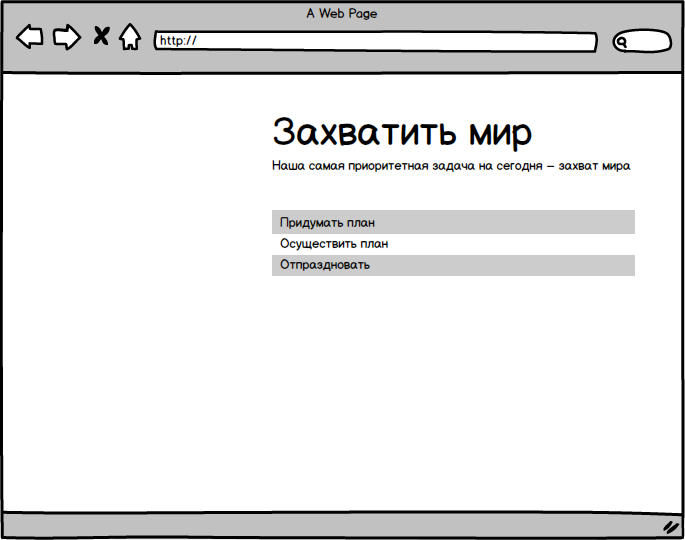 A Web Page
http://
Захватить мир
Наша самая приоритетная задача на сегодня – захват мира
Придумать план
Осуществить план
Отпраздновать